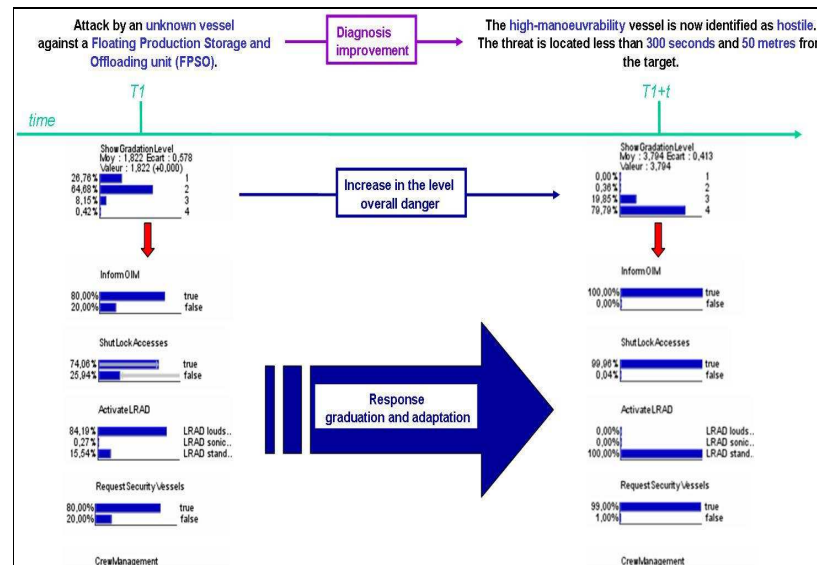 Attack by an unknown vessel
against a Floating Production Storage and
Offloading unit (FPSO).
Diagnosis
improvement
The high-manoeuvrability vessel is now identified as hostile.
The threat is located less than 300 seconds and 50 metres from
the target.
T1
T1+t
time
ShowGradationLevel
Moy : 1,822 Ecart : 0,578
Valeur : 1,822 (+0,000)
26,76% 1
64,68% 2
8,15% 3
0,42% 4
Increase in the level
overall danger
ShowGradationLevel
Moy : 3,794 Ecart : 0,413
Valeur : 3,794
0,00% 1
0,36% 2
19,85% 3
79,79% 4
InformOIM
80,00% true
20,00% false
ShutLockAccesses
74,06% true
25,94% false
ActivateLRAD
84,19% LRAD louds..
0,27% LRAD sonic..
15,54% LRAD stand..
RequestSecurityVessels
80,00% true
20,00% false
CrewManagement
Response
graduation and adaptation
InformOIM
100,00% true
0,00% false
ShutLockAccesses
99,96% true
0,04% false
ActivateLRAD
0,00% LRAD louds..
0,00% LRAD sonic..
100,00% LRAD stand..
RequestSecurityVessels
99,00% true
1,00% false
CrewManagement